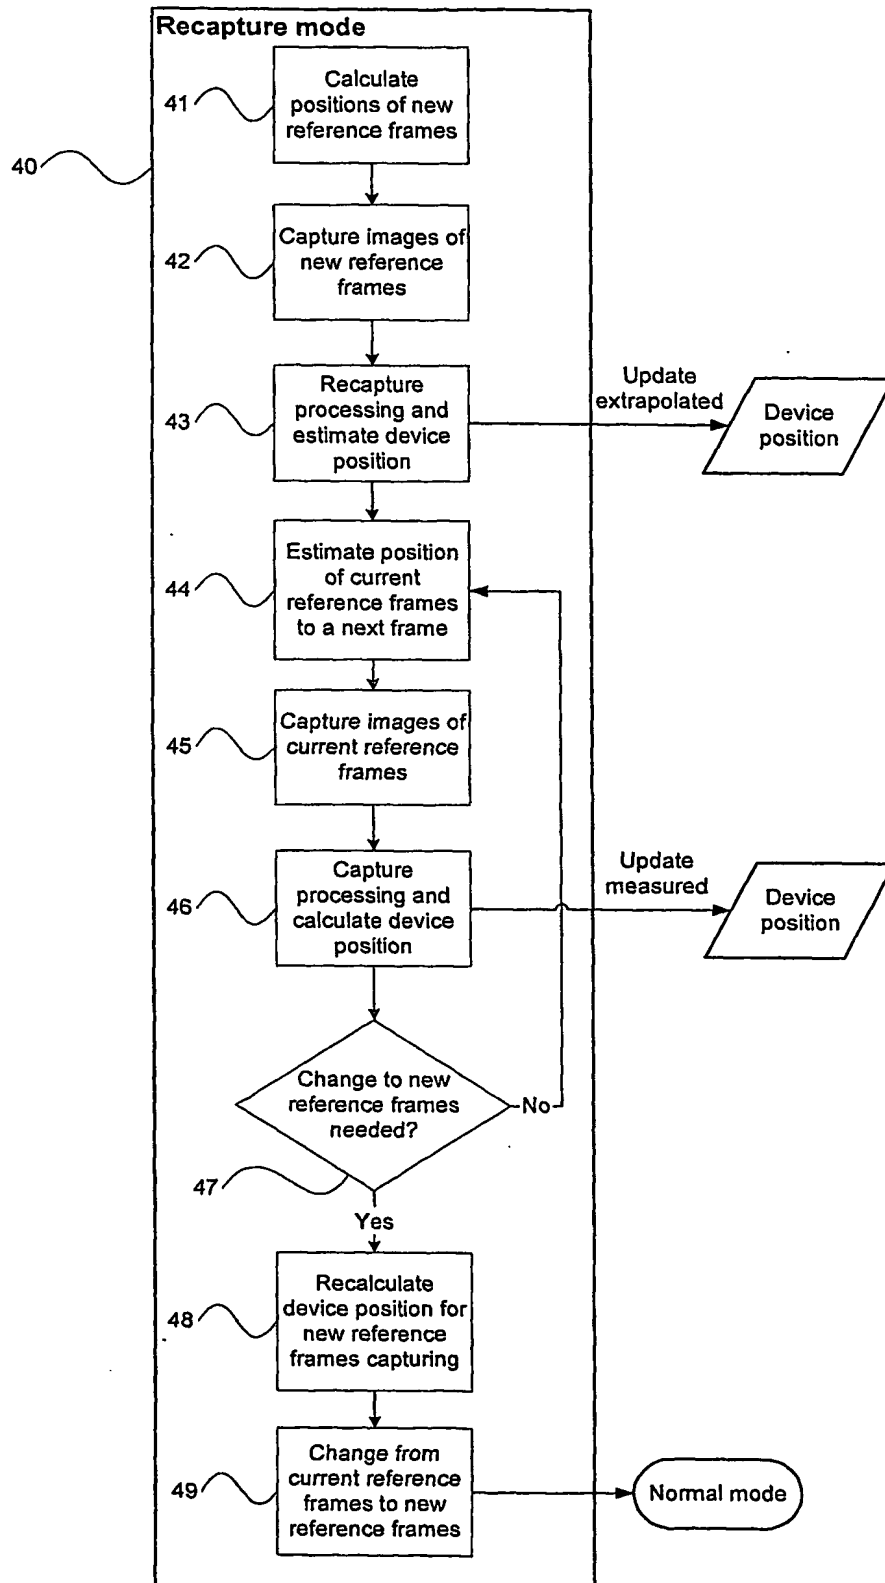 Recapture mode
41
Calculate
positions of new
reference frames
40
42
Capture images of
new reference
frames
43
Recapture
processing and
estimate device
position
Update
extrapolated
Device
position
44
Estimate position
of current
reference frames
to a next frame
45
Capture images of
current reference
frames
46
Capture
processing and
calculate device
position
Update
measured
Device
position
Change to new
reference frames
needed?
No
47
Yes
48
Recalculate
device position for
new reference
frames capturing
49
Change from
current reference
frames to new
reference frames
Normal mode